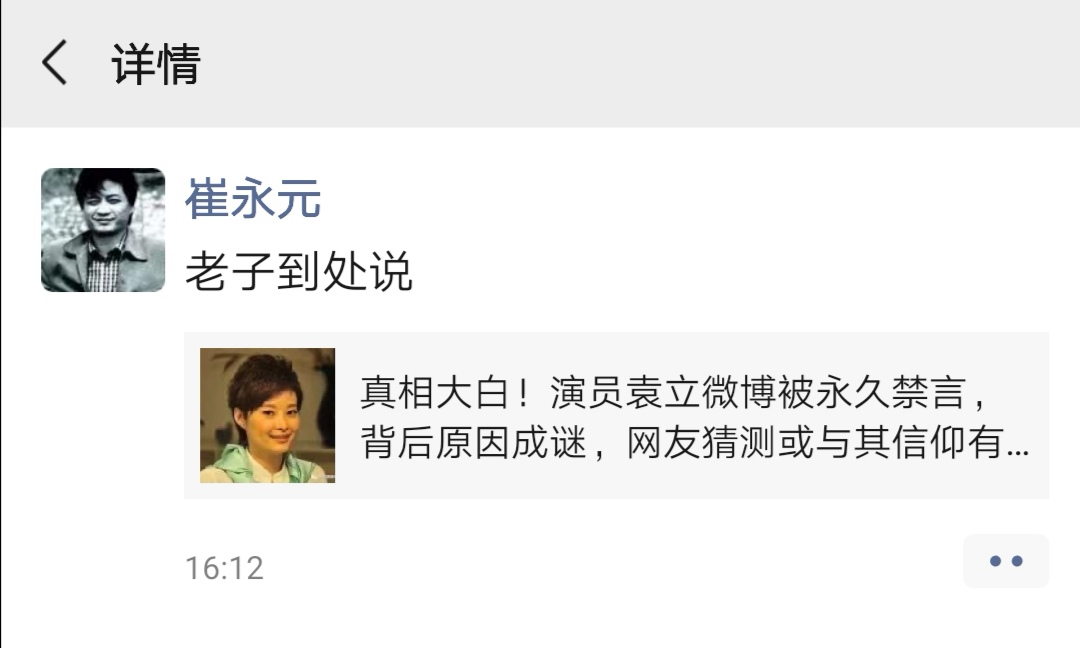 详情
崔永元
老子到处说
真相大白！演员袁立微博被永久禁言，
背后原因成谜，网友猜测或与其信仰有...
16:12